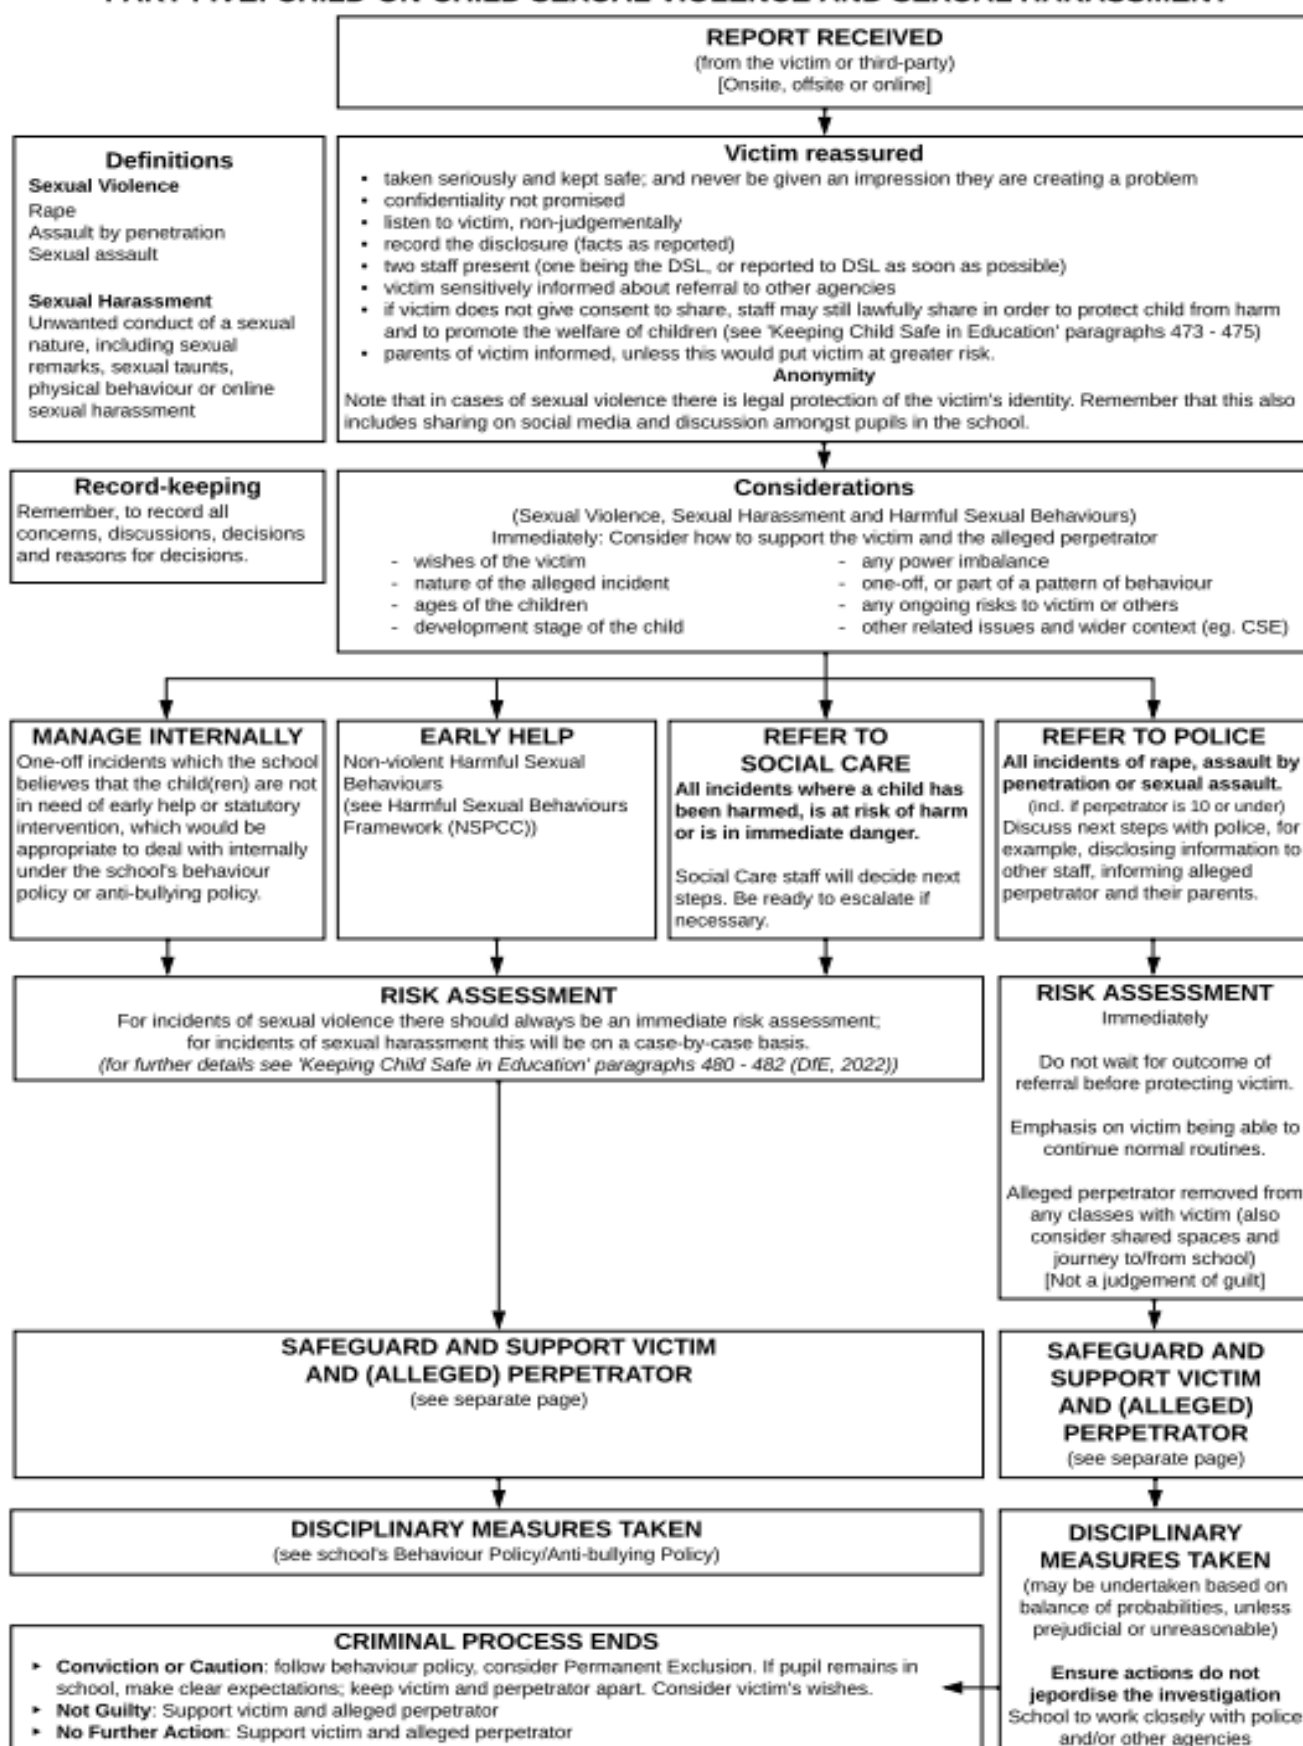 REPORT RECEIVED
(from the victim or third-party)
[Onsite, offsite or online]
Definitions
Sexual Violence
Rape
Assault by penetration
Sexual assault
Sexual Harassment
Unwanted conduct of a sexual
nature, including sexual
remarks, sexual taunts,
physical behaviour or online
sexual harassment
Victim reassured
• taken seriously and kept safe; and never be given an impression they are creating a problem
• confidentiality not promised
• listen to victim, non-judgementally
• record the disclosure (facts as reported)
• two staff present (one being the DSL, or reported to DSL as soon as possible)
• victim sensitively informed about referral to other agencies
• if victim does not give consent to share, staff may still lawfully share in order to protect child from harm
and to promote the welfare of children (see 'Keeping Child Safe in Education' paragraphs 473 - 475)
• parents of victim informed, unless this would put victim at greater risk.
Anonymity
Note that in cases of sexual violence there is legal protection of the victim's identity. Remember that this also
includes sharing on social media and discussion amongst pupils in the school.
Record-keeping
Remember, to record all
concerns, discussions, decisions
and reasons for decisions.
Considerations
(Sexual Violence, Sexual Harassment and Harmful Sexual Behaviours)
Immediately: Consider how to support the victim and the alleged perpetrator
- wishes of the victim
- nature of the alleged incident
- ages of the children
- development stage of the child
- any power imbalance
- one-off, or part of a pattern of behaviour
- any ongoing risks to victim or others
- other related issues and wider context (eg. CSE)
MANAGE INTERNALLY
One-off incidents which the school
believes that the child(ren) are not
in need of early help or statutory
intervention, which would be
appropriate to deal with internally
under the school's behaviour
policy or anti-bullying policy.
EARLY HELP
Non-violent Harmful Sexual
Behaviours
(see Harmful Sexual Behaviours
Framework (NSPCC))
REFER TO
SOCIAL CARE
All incidents where a child has
been harmed, is at risk of harm
or is in immediate danger.
Social Care staff will decide next
steps. Be ready to escalate if
necessary.
REFER TO POLICE
All incidents of rape, assault by
penetration or sexual assault.
(incl. if perpetrator is 10 or under)
Discuss next steps with police, for
example, disclosing information to
other staff, informing alleged
perpetrator and their parents.
RISK ASSESSMENT
For incidents of sexual violence there should always be an immediate risk assessment;
for incidents of sexual harassment this will be on a case-by-case basis.
(for further details see 'Keeping Child Safe in Education' paragraphs 480 - 482 (DfE, 2022))
RISK ASSESSMENT
Immediately
Do not wait for outcome of
referral before protecting victim.
Emphasis on victim being able to
continue normal routines.
Alleged perpetrator removed from
any classes with victim (also
consider shared spaces and
journey to/from school)
[Not a judgement of guilt]
SAFEGUARD AND SUPPORT VICTIM
AND (ALLEGED) PERPETRATOR
(see separate page)
SAFEGUARD AND
SUPPORT VICTIM
AND (ALLEGED)
PERPETRATOR
(see separate page)
DISCIPLINARY MEASURES TAKEN
(see school's Behaviour Policy/Anti-bullying Policy)
DISCIPLINARY
MEASURES TAKEN
(may be undertaken based on
balance of probabilities, unless
prejudicial or unreasonable)
Ensure actions do not
jepordise the investigation
School to work closely with police
and/or other agencies
CRIMINAL PROCESS ENDS
▸ Conviction or Caution: follow behaviour policy, consider Permanent Exclusion. If pupil remains in
school, make clear expectations; keep victim and perpetrator apart. Consider victim's wishes.
▸ Not Guilty: Support victim and alleged perpetrator
▸ No Further Action: Support victim and alleged perpetrator